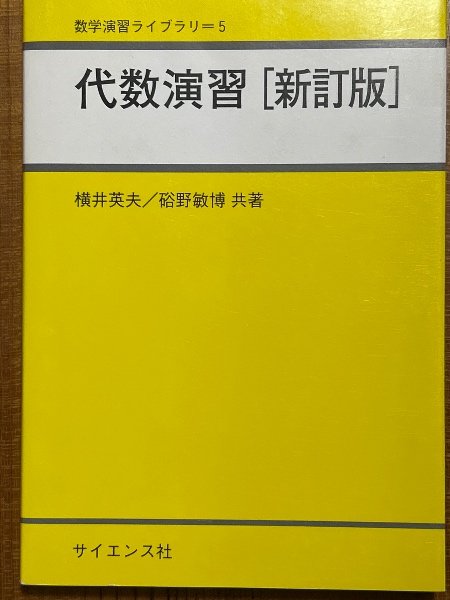 数学演習ライブラリ=5
代数演習[新訂版]
横井英夫/硲野敏博 共著
サイエンス社